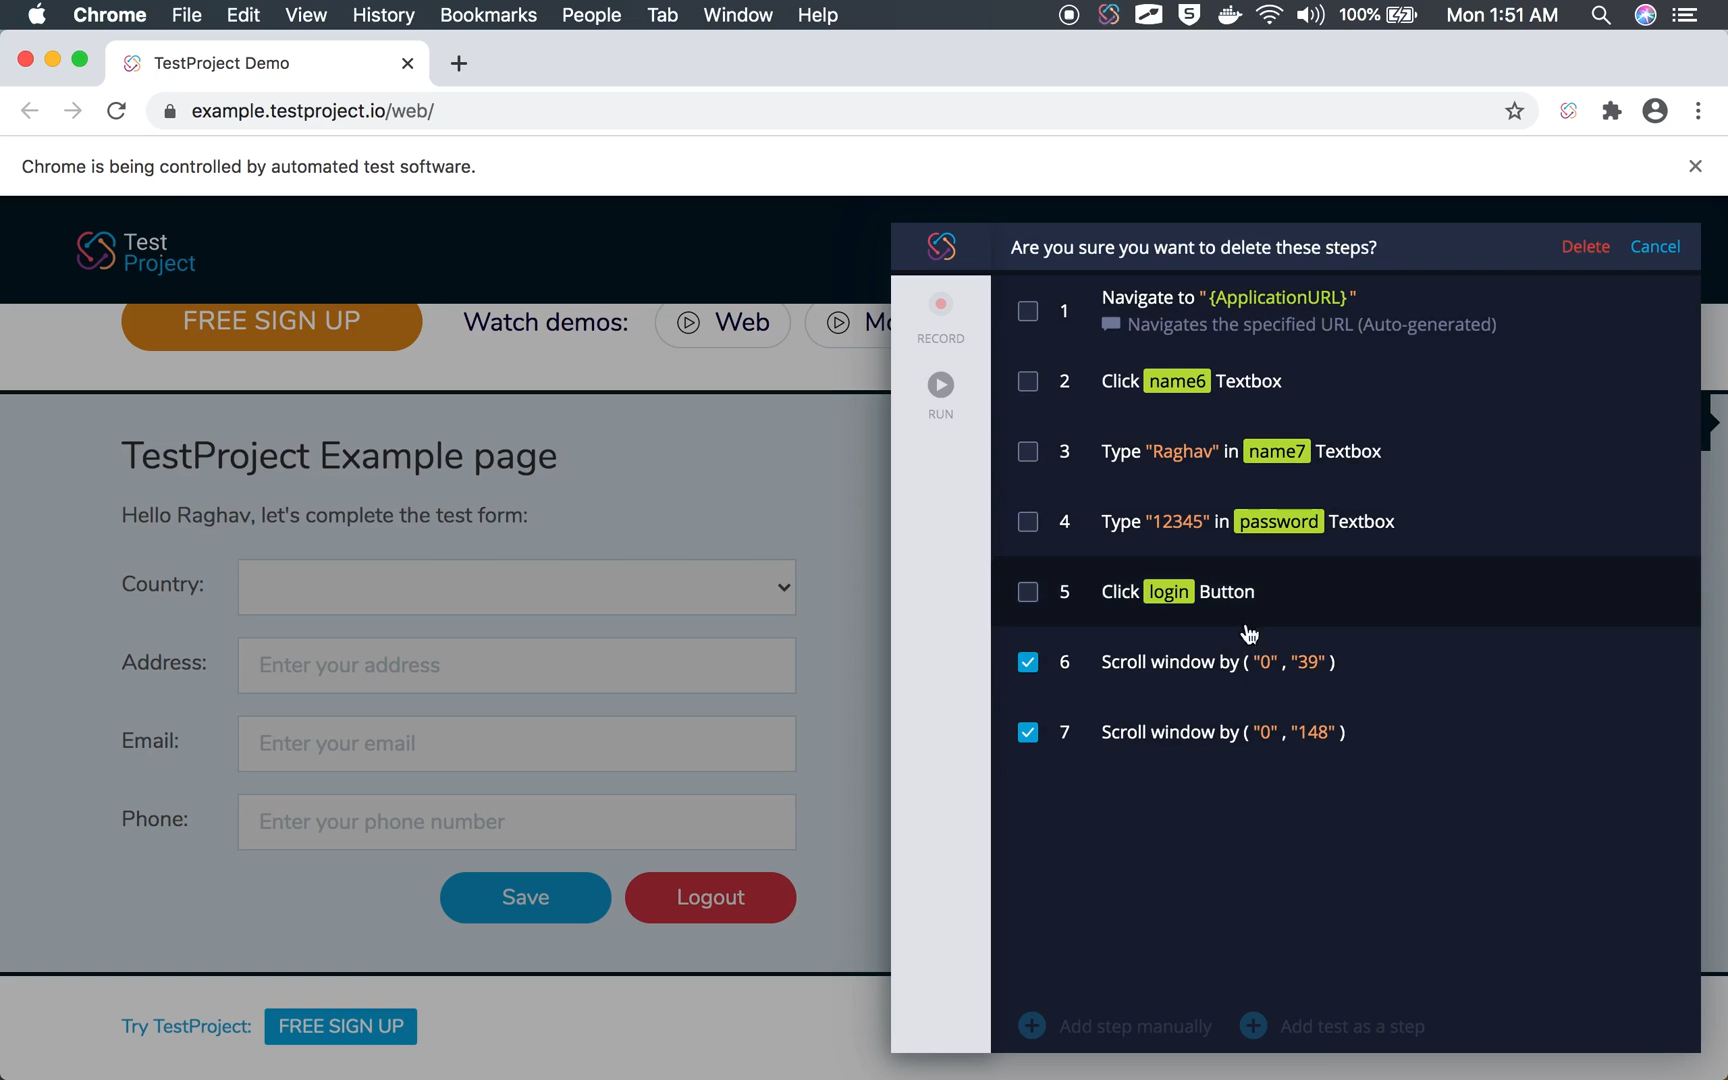 Chrome File Edit View History Bookmarks People Tab Window Help 100% Mon 1:51 AM
TestProject Demo
example.testproject.io/web/
Chrome is being controlled by automated test software.
Test
Project
FREE SIGN UP Watch demos: Web Mo
TestProject Example page
Hello Raghav, let's complete the test form:
Country:
Address: Enter your address
Email: Enter your email
Phone: Enter your phone number
Save Logout
Try TestProject: FREE SIGN UP
Are you sure you want to delete these steps? Delete Cancel
RECORD
RUN
1 Navigate to "{ApplicationURL}"
Navigates the specified URL (Auto-generated)
2 Click name6 Textbox
3 Type "Raghav" in name7 Textbox
4 Type "12345" in password Textbox
5 Click login Button
6 Scroll window by ( "0" , "39" )
7 Scroll window by ( "0" , "148" )
Add step manually Add test as a step